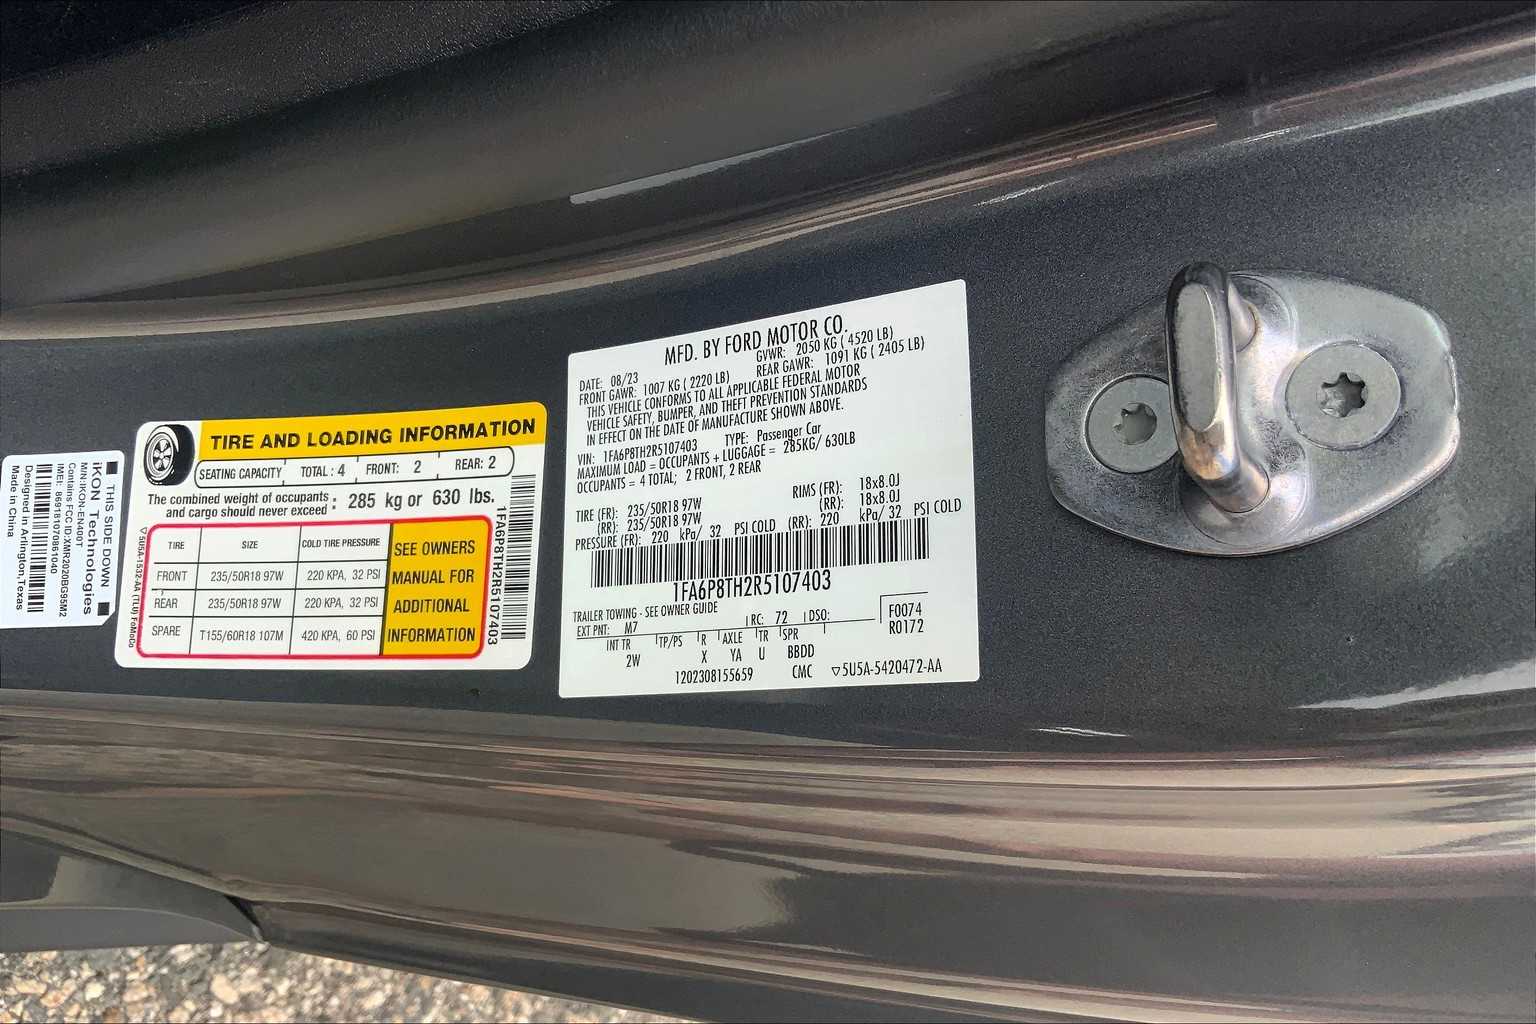 THIS SIDE DOWN
iKON Technologies
M/N:IKON-EN400T
Contains FCC ID:XMR2020BG95M2
IMEI: 869181070861040
Designed in Arlington,Texas
Made in China
TIRE AND LOADING INFORMATION
SEATING CAPACITY TOTAL : 4 FRONT: 2 REAR: 2
The combined weight of occupants
and cargo should never exceed : 285 kg or 630 lbs.
TIRE SIZE COLD TIRE PRESSURE
FRONT 235/50R18 97W 220 KPA, 32 PSI
REAR 235/50R18 97W 220 KPA, 32 PSI
SPARE T155/60R18 107M 420 KPA, 60 PSI
SEE OWNERS
MANUAL FOR
ADDITIONAL
INFORMATION
5U5A-1532-AA (TLU) FoMoCo
1FA6P8TH2R5107403
MFD. BY FORD MOTOR CO.
DATE: 08/23 GVWR: 2050 KG ( 4520 LB)
FRONT GAWR: 1007 KG ( 2220 LB) REAR GAWR: 1091 KG ( 2405 LB)
THIS VEHICLE CONFORMS TO ALL APPLICABLE FEDERAL MOTOR
VEHICLE SAFETY, BUMPER, AND THEFT PREVENTION STANDARDS
IN EFFECT ON THE DATE OF MANUFACTURE SHOWN ABOVE.
VIN: 1FA6P8TH2R5107403 TYPE: Passenger Car
MAXIMUM LOAD = OCCUPANTS + LUGGAGE = 285KG/ 630LB
OCCUPANTS = 4 TOTAL; 2 FRONT, 2 REAR
TIRE (FR): 235/50R18 97W RIMS (FR): 18x8.0J
(RR): 235/50R18 97W (RR): 18x8.0J
PRESSURE (FR): 220 kPa/ 32 PSI COLD (RR): 220 kPa/ 32 PSI COLD
1FA6P8TH2R5107403
TRAILER TOWING - SEE OWNER GUIDE
EXT PNT: M7 RC: 72 DSO: F0074
R0172
INT TR TP/PS R AXLE TR SPR
2W X YA U BBDD
1202308155659 CMC 5U5A-5420472-AA